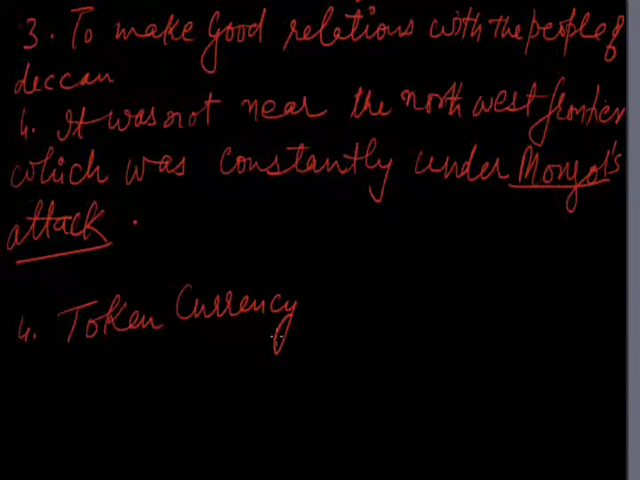 3. To make Good relations with the people of
deccan
4. It was not near the north west frontier
which was constantly under Mongol's
attack.
4. Token Currency